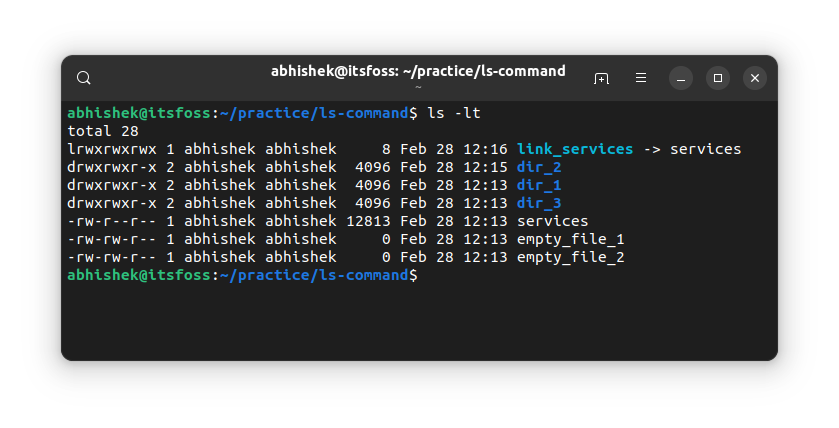 abhishek@itsfoss: ~/practice/ls-command
~
abhishek@itsfoss:~/practice/ls-command$ ls -lt
total 28
lrwxrwxrwx 1 abhishek abhishek     8 Feb 28 12:16 link_services -> services
drwxrwxr-x 2 abhishek abhishek  4096 Feb 28 12:15 dir_2
drwxrwxr-x 2 abhishek abhishek  4096 Feb 28 12:13 dir_1
drwxrwxr-x 2 abhishek abhishek  4096 Feb 28 12:13 dir_3
-rw-r--r-- 1 abhishek abhishek 12813 Feb 28 12:13 services
-rw-rw-r-- 1 abhishek abhishek     0 Feb 28 12:13 empty_file_1
-rw-rw-r-- 1 abhishek abhishek     0 Feb 28 12:13 empty_file_2
abhishek@itsfoss:~/practice/ls-command$